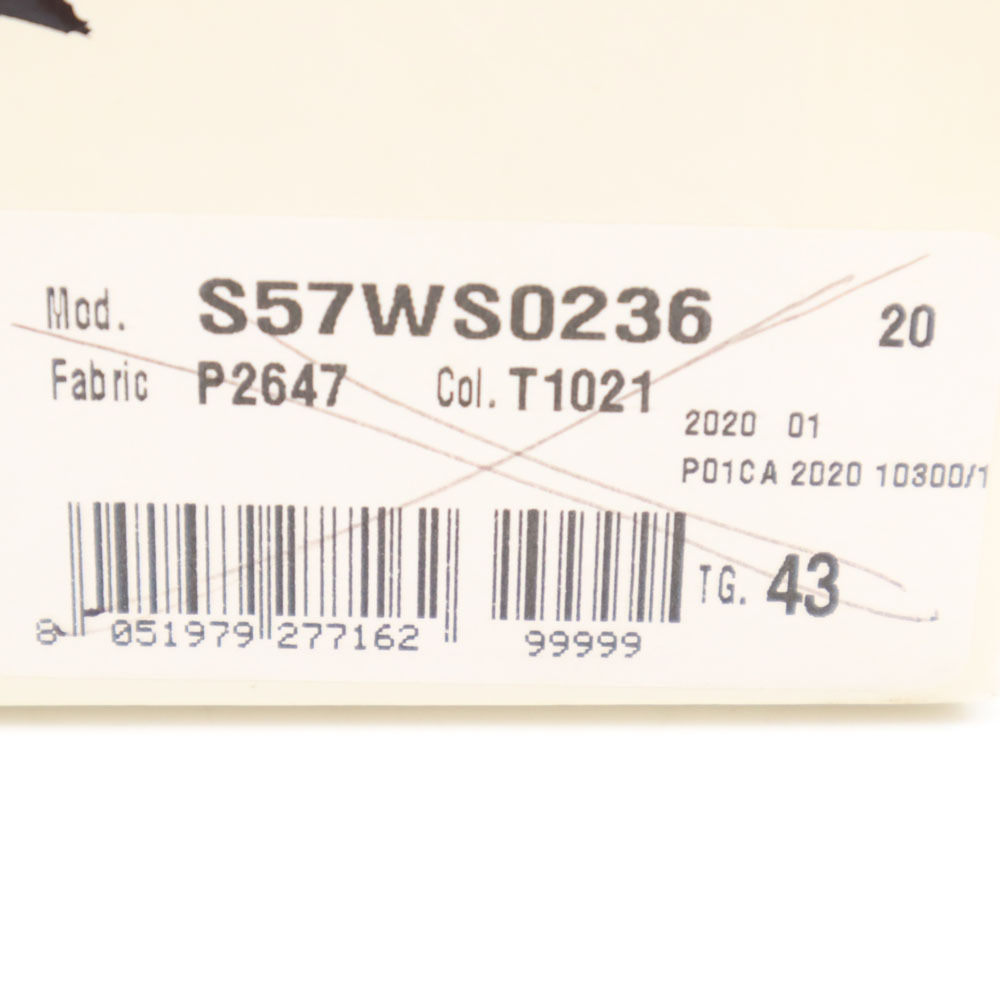 Mod. S57WS0236 20
Fabric P2647 Col. T1021
2020 01
P01CA 2020 10300/1
TG. 43
8 051979 277162 99999